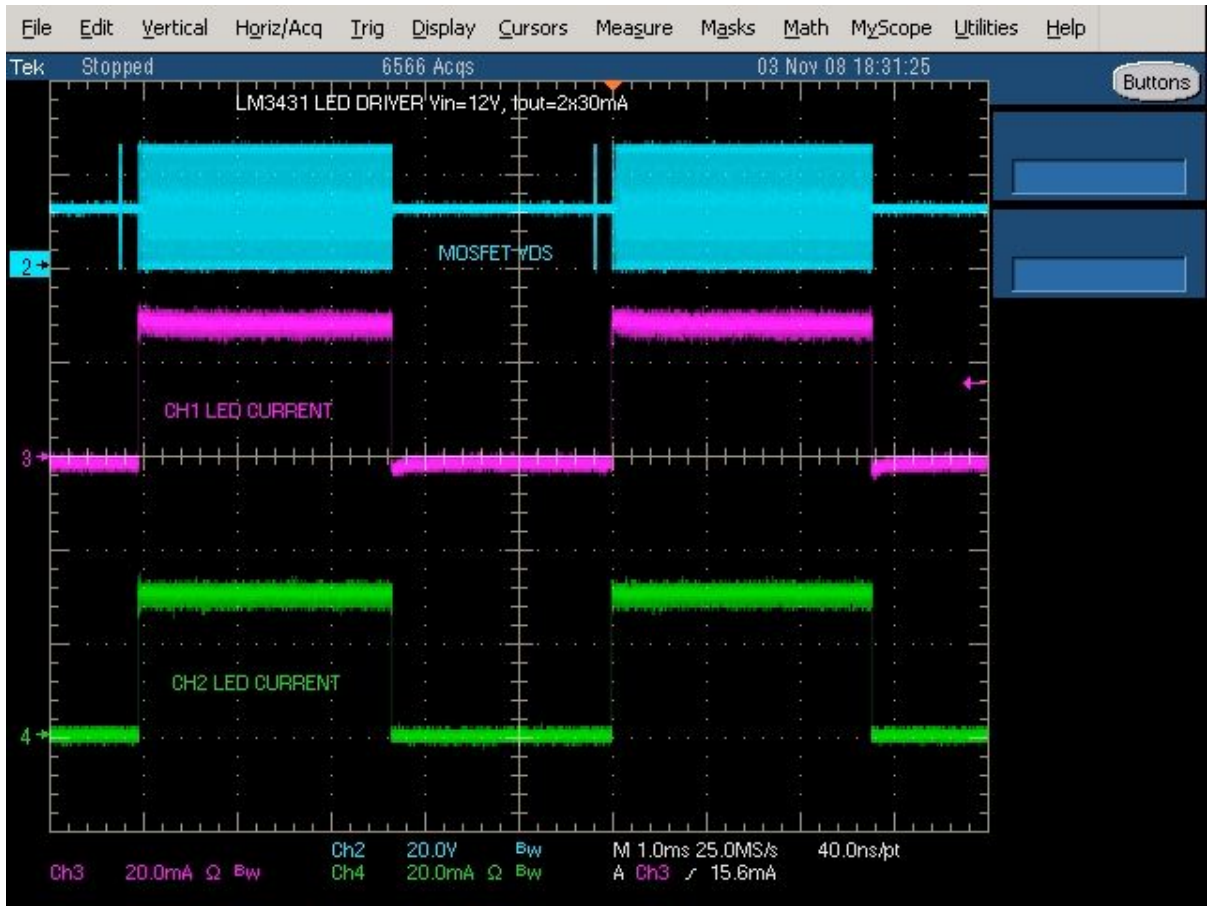 File Edit Vertical Horiz/Acq Trig Display Cursors Measure Masks Math MyScope Utilities Help
Tek Stopped 6566 Acqs 03 Nov 08 18:31:25
Buttons
LM3431 LED DRIVER Vin=12V, Iout=2x30mA
2
MOSFET VDS
CH1 LED CURRENT
3
CH2 LED CURRENT
4
Ch2 20.0V Bw M 1.0ms 25.0MS/s 40.0ns/pt
Ch3 20.0mA Ω Bw Ch4 20.0mA Ω Bw A Ch3 ∕ 15.6mA